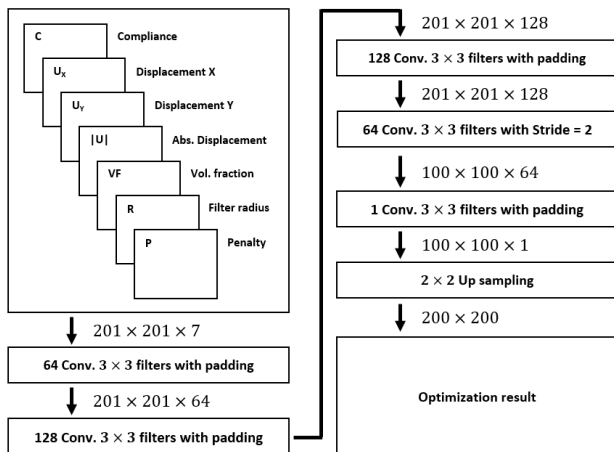 C
Compliance
U_X
Displacement X
U_Y
Displacement Y
|U|
Abs. Displacement
VF
Vol. fraction
R
Filter radius
P
Penalty
201 × 201 × 7
64 Conv. 3 × 3 filters with padding
201 × 201 × 64
128 Conv. 3 × 3 filters with padding
201 × 201 × 128
128 Conv. 3 × 3 filters with padding
201 × 201 × 128
64 Conv. 3 × 3 filters with Stride = 2
100 × 100 × 64
1 Conv. 3 × 3 filters with padding
100 × 100 × 1
2 × 2 Up sampling
200 × 200
Optimization result